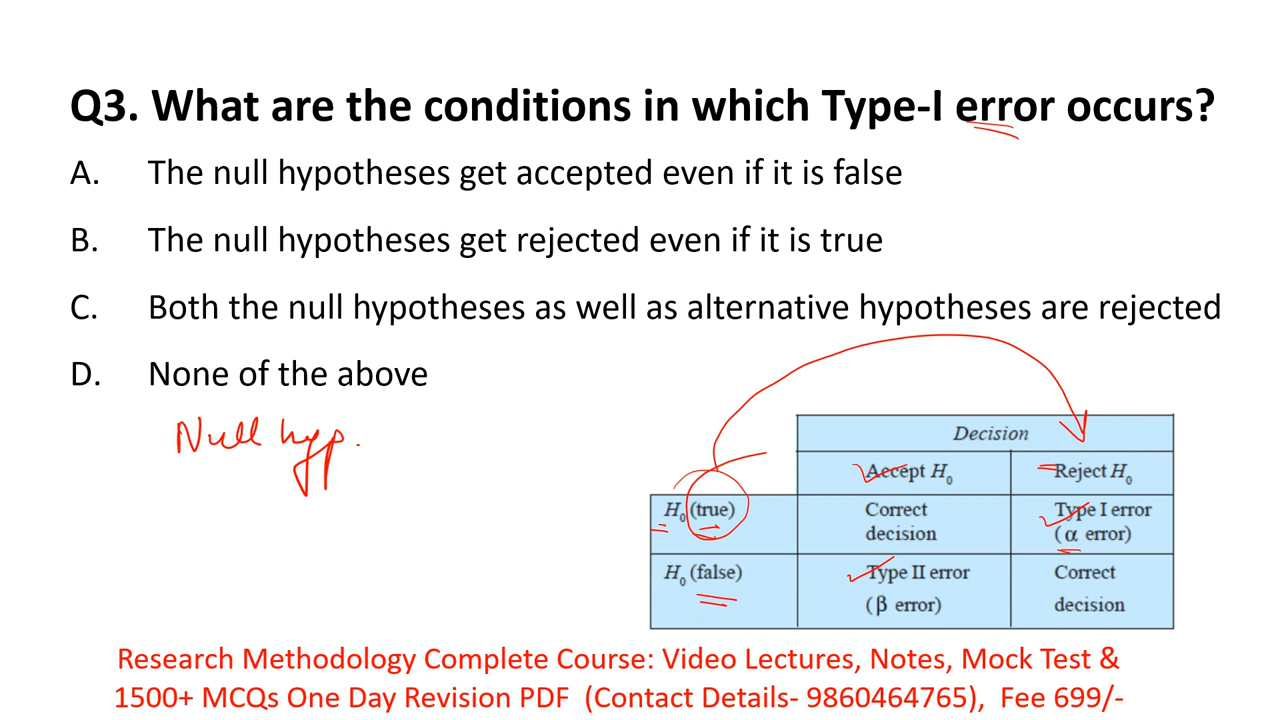 Q3. What are the conditions in which Type-I error occurs?
A. The null hypotheses get accepted even if it is false
B. The null hypotheses get rejected even if it is true
C. Both the null hypotheses as well as alternative hypotheses are rejected
D. None of the above
Null hyp.
Decision
Accept H₀ Reject H₀
H₀ (true) Correct decision Type I error (α error)
H₀ (false) Type II error (β error) Correct decision
Research Methodology Complete Course: Video Lectures, Notes, Mock Test &
1500+ MCQs One Day Revision PDF (Contact Details- 9860464765), Fee 699/-